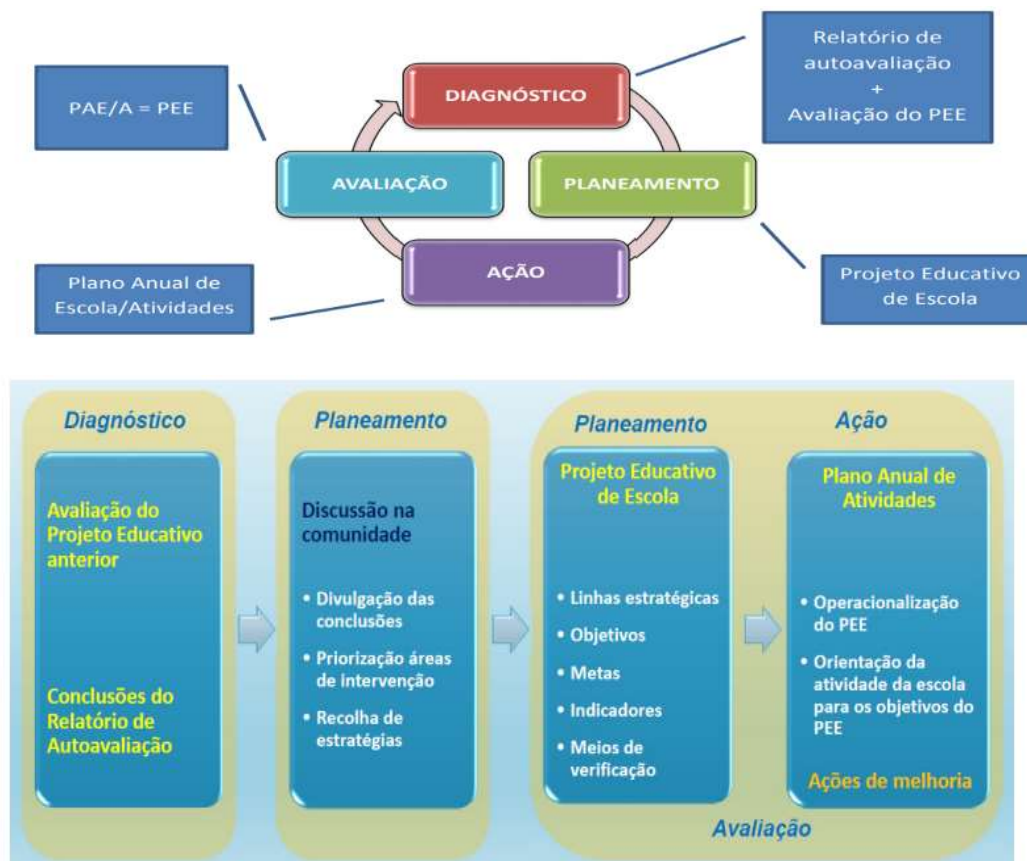 DIAGNÓSTICO
Relatório de
autoavaliação
+
Avaliação do PEE
PAE/A = PEE
AVALIAÇÃO
PLANEAMENTO
AÇÃO
Plano Anual de
Escola/Atividades
Projeto Educativo
de Escola
Diagnóstico
Avaliação do
Projeto Educativo
anterior
Conclusões do
Relatório de
Autoavaliação
Planeamento
Discussão na
comunidade
• Divulgação das
conclusões
• Priorização áreas
de intervenção
• Recolha de
estratégias
Planeamento
Projeto Educativo
de Escola
• Linhas estratégicas
• Objetivos
• Metas
• Indicadores
• Meios de
verificação
Ação
Plano Anual de
Atividades
• Operacionalização
do PEE
• Orientação da
atividade da escola
para os objetivos do
PEE
Ações de melhoria
Avaliação